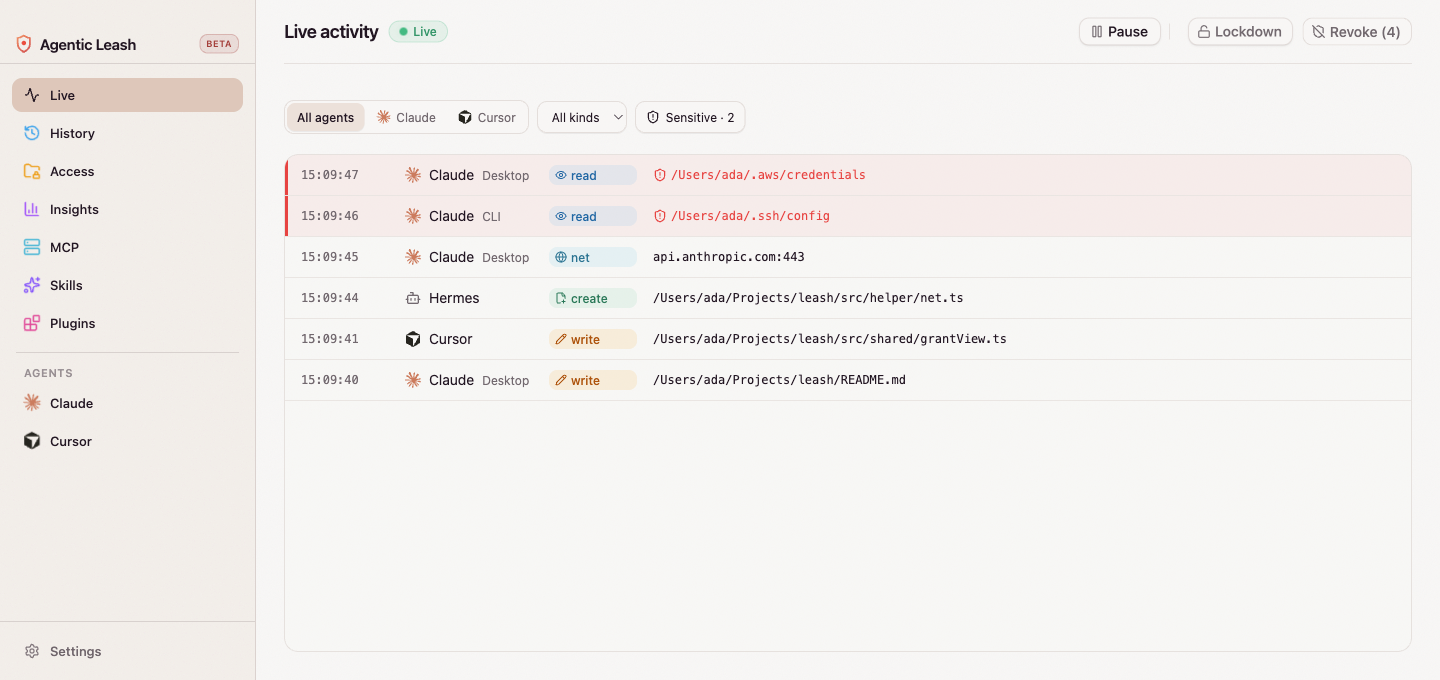 Agentic Leash BETA
Live
History
Access
Insights
MCP
Skills
Plugins
AGENTS
Claude
Cursor
Settings
Live activity Live Pause Lockdown Revoke (4)
All agents Claude Cursor All kinds Sensitive · 2
15:09:47 Claude Desktop read /Users/ada/.aws/credentials
15:09:46 Claude CLI read /Users/ada/.ssh/config
15:09:45 Claude Desktop net api.anthropic.com:443
15:09:44 Hermes create /Users/ada/Projects/leash/src/helper/net.ts
15:09:41 Cursor write /Users/ada/Projects/leash/src/shared/grantView.ts
15:09:40 Claude Desktop write /Users/ada/Projects/leash/README.md